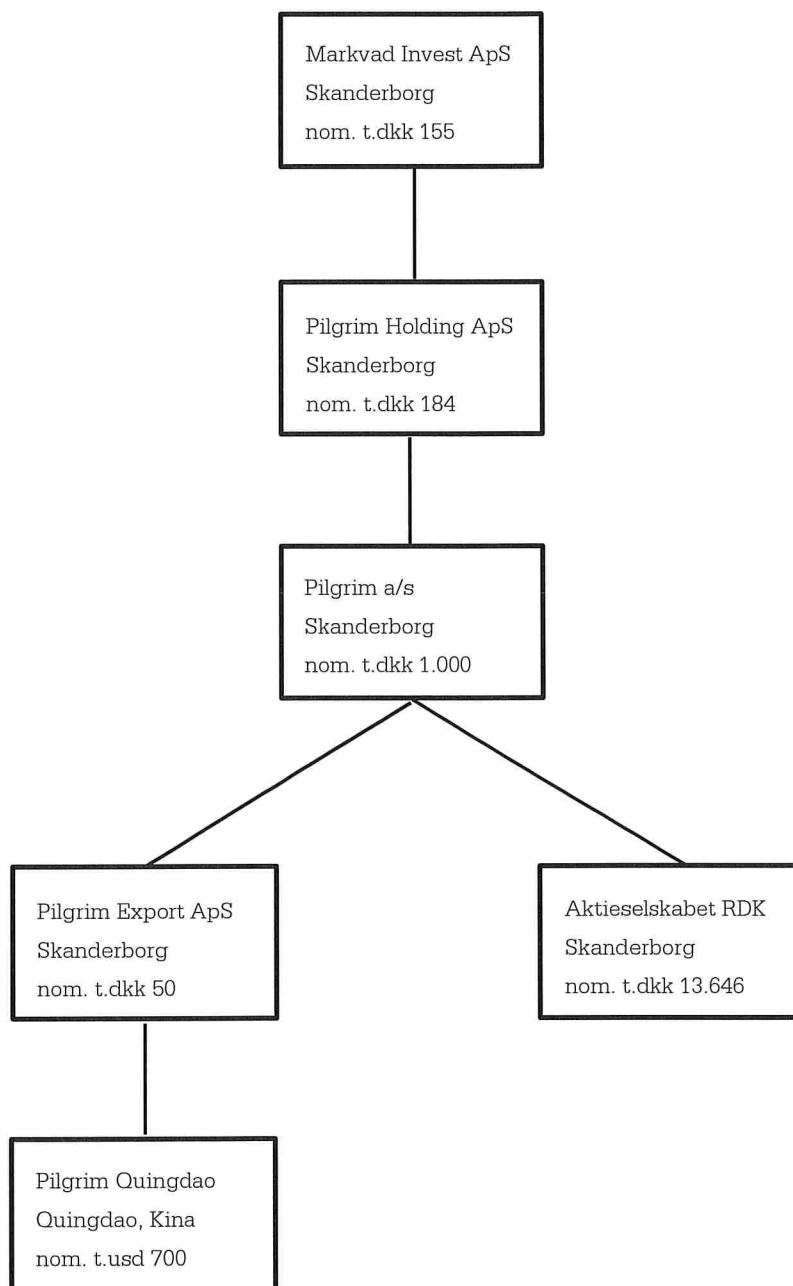 Markvad Invest ApS
Skanderborg
nom. t.dkk 155
Pilgrim Holding ApS
Skanderborg
nom. t.dkk 184
Pilgrim a/s
Skanderborg
nom. t.dkk 1.000
Pilgrim Export ApS
Skanderborg
nom. t.dkk 50
Aktieselskabet RDK
Skanderborg
nom. t.dkk 13.646
Pilgrim Quingdao
Quingdao, Kina
nom. t.usd 700